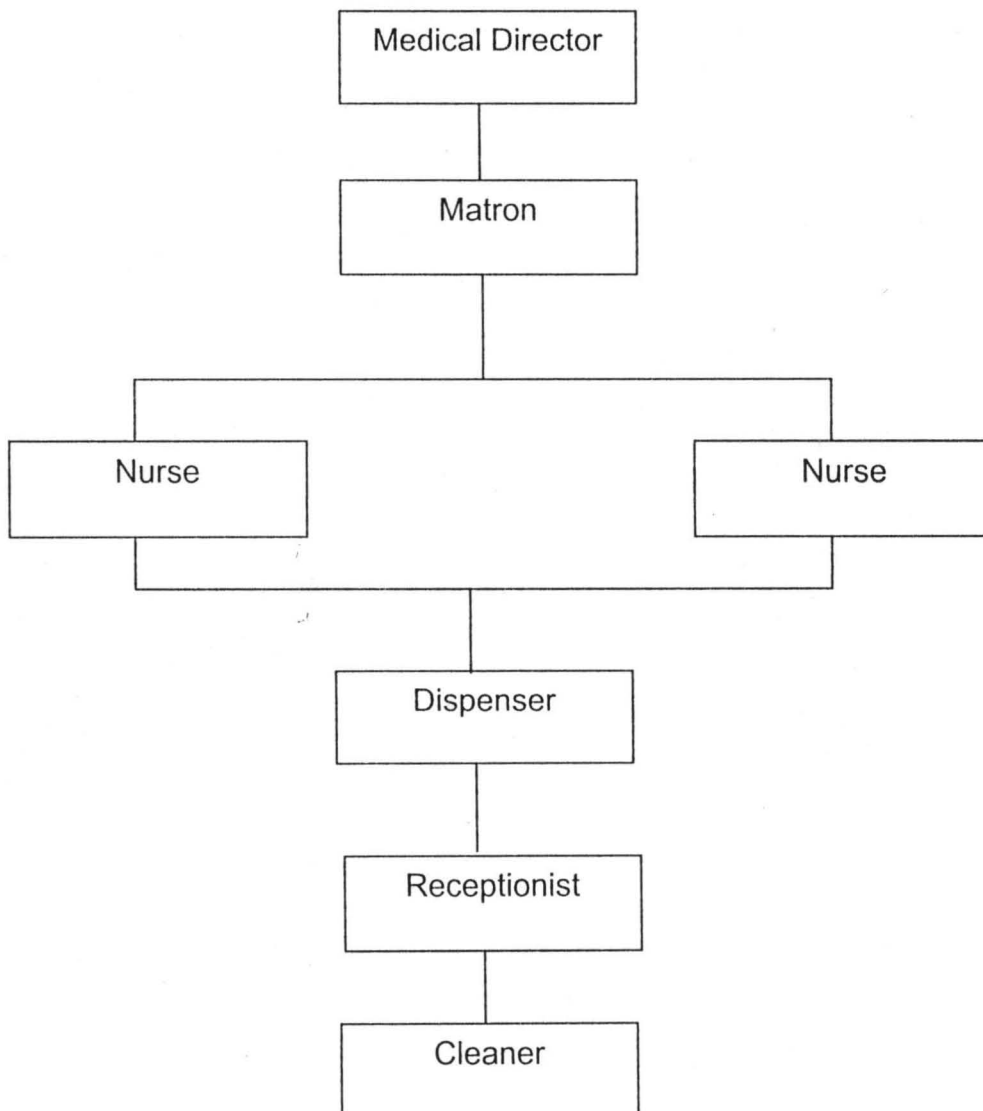 Medical Director
Matron
Nurse
Nurse
Dispenser
Receptionist
Cleaner